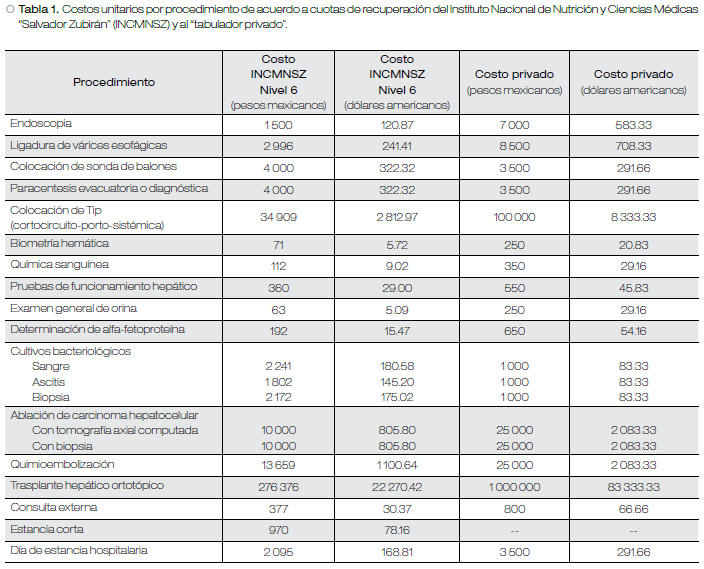 Tabla 1. Costos unitarios por procedimiento de acuerdo a cuotas de recuperación del Instituto Nacional de Nutrición y Ciencias Médicas
“Salvador Zubirán” (INCMNSZ) y al “tabulador privado”.
Procedimiento Costo INCMNSZ Nivel 6 (pesos mexicanos) Costo INCMNSZ Nivel 6 (dólares americanos) Costo privado (pesos mexicanos) Costo privado (dólares americanos)
Endoscopia 1 500 120.87 7 000 583.33
Ligadura de várices esofágicas 2 996 241.41 8 500 708.33
Colocación de sonda de balones 4 000 322.32 3 500 291.66
Paracentesis evacuatoria o diagnóstica 4 000 322.32 3 500 291.66
Colocación de Tip
(cortocircuito-porto-sistémica) 34 909 2 812.97 100 000 8 333.33
Biometría hemática 71 5.72 250 20.83
Química sanguínea 112 9.02 350 29.16
Pruebas de funcionamiento hepático 360 29.00 550 45.83
Examen general de orina 63 5.09 250 29.16
Determinación de alfa-fetoproteína 192 15.47 650 54.16
Cultivos bacteriológicos
Sangre 2 241 180.58 1 000 83.33
Ascitis 1 802 145.20 1 000 83.33
Biopsia 2 172 175.02 1 000 83.33
Ablación de carcinoma hepatocelular
Con tomografía axial computada 10 000 805.80 25 000 2 083.33
Con biopsia 10 000 805.80 25 000 2 083.33
Quimioembolización 13 659 1100.64 25 000 2 083.33
Trasplante hepático ortotópico 276 376 22 270.42 1 000 000 83 333.33
Consulta externa 377 30.37 800 66.66
Estancia corta 970 78.16 -- --
Día de estancia hospitalaria 2 095 168.81 3 500 291.66